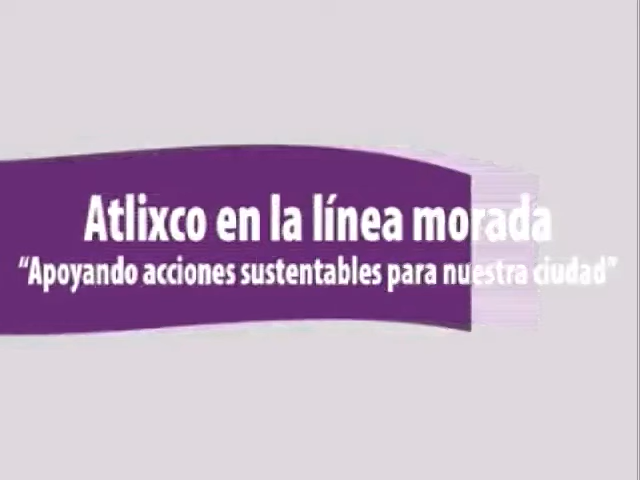 Atlixco en la línea morada
“Apoyando acciones sustentables para nuestra ciudad”